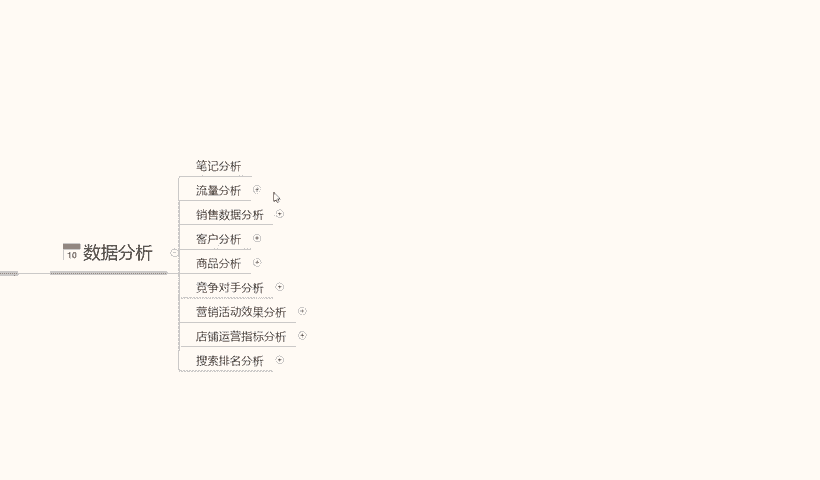 笔记分析
流量分析
销售数据分析
客户分析
10 数据分析
商品分析
竞争对手分析
营销活动效果分析
店铺运营指标分析
搜索排名分析